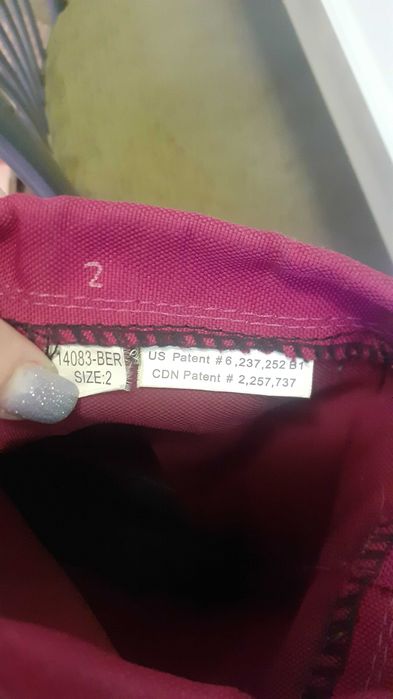 2
14083-BER
SIZE:2
US Patent # 6,237,252 B1
CDN Patent # 2,257,737